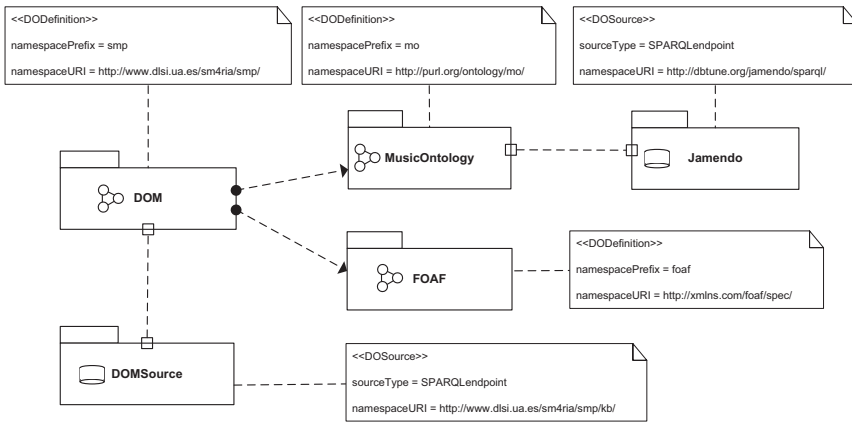 <<DODefinition>>
namespacePrefix = smp
namespaceURI = http://www.dlsi.ua.es/sm4ria/smp/
<<DODefinition>>
namespacePrefix = mo
namespaceURI = http://purl.org/ontology/mo/
<<DOSource>>
sourceType = SPARQLendpoint
namespaceURI = http://dbtune.org/jamendo/sparql/
MusicOntology
Jamendo
DOM
<<DODefinition>>
namespacePrefix = foaf
namespaceURI = http://xmlns.com/foaf/spec/
FOAF
DOMSource
<<DOSource>>
sourceType = SPARQLendpoint
namespaceURI = http://www.dlsi.ua.es/sm4ria/smp/kb/